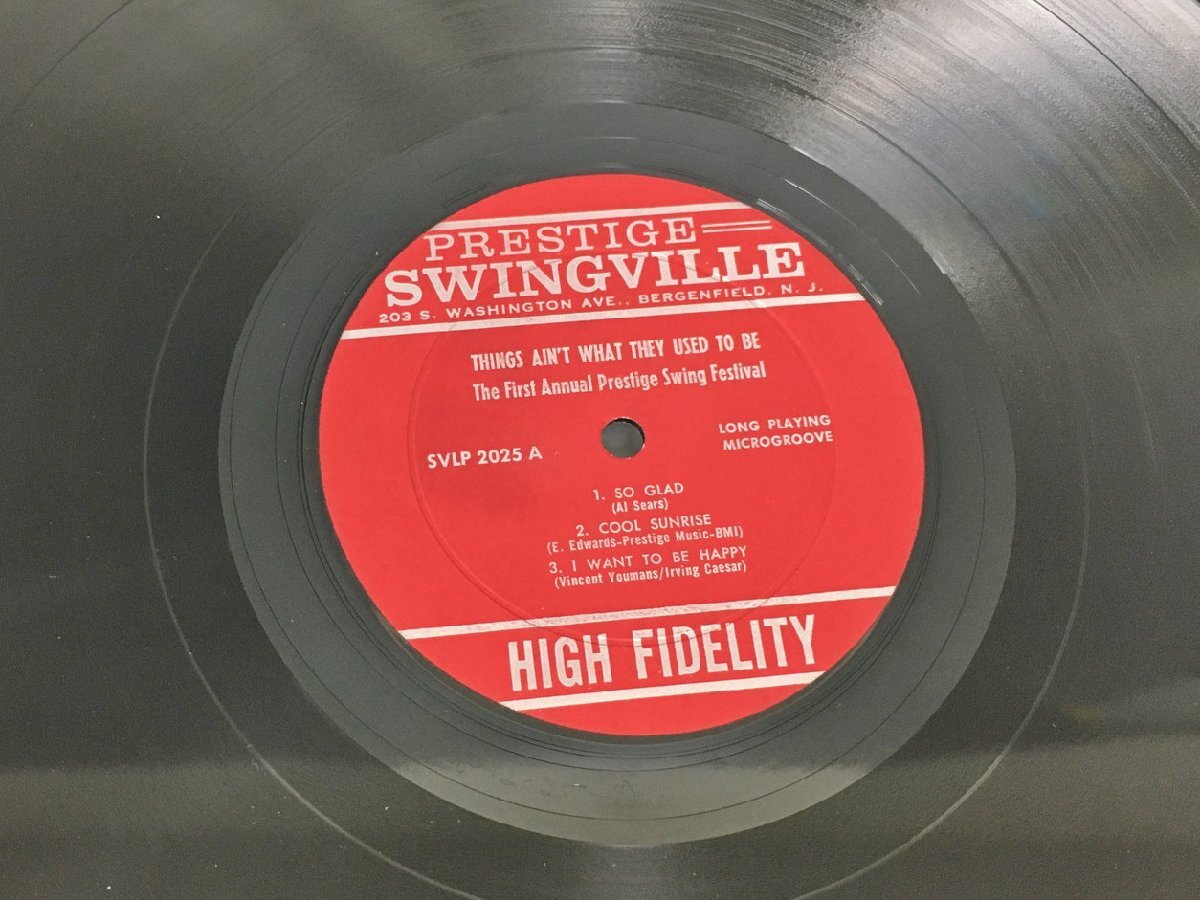 PRESTIGE
SWINGVILLE
203 S. WASHINGTON AVE., BERGENFIELD, N. J.
THINGS AIN'T WHAT THEY USED TO BE
The First Annual Prestige Swing Festival
LONG PLAYING
MICROGROOVE
SVLP 2025 A
1. SO GLAD
(Al Sears)
2. COOL SUNRISE
(E. Edwards-Prestige Music-BMI)
3. I WANT TO BE HAPPY
(Vincent Youmans/Irving Caesar)
HIGH FIDELITY